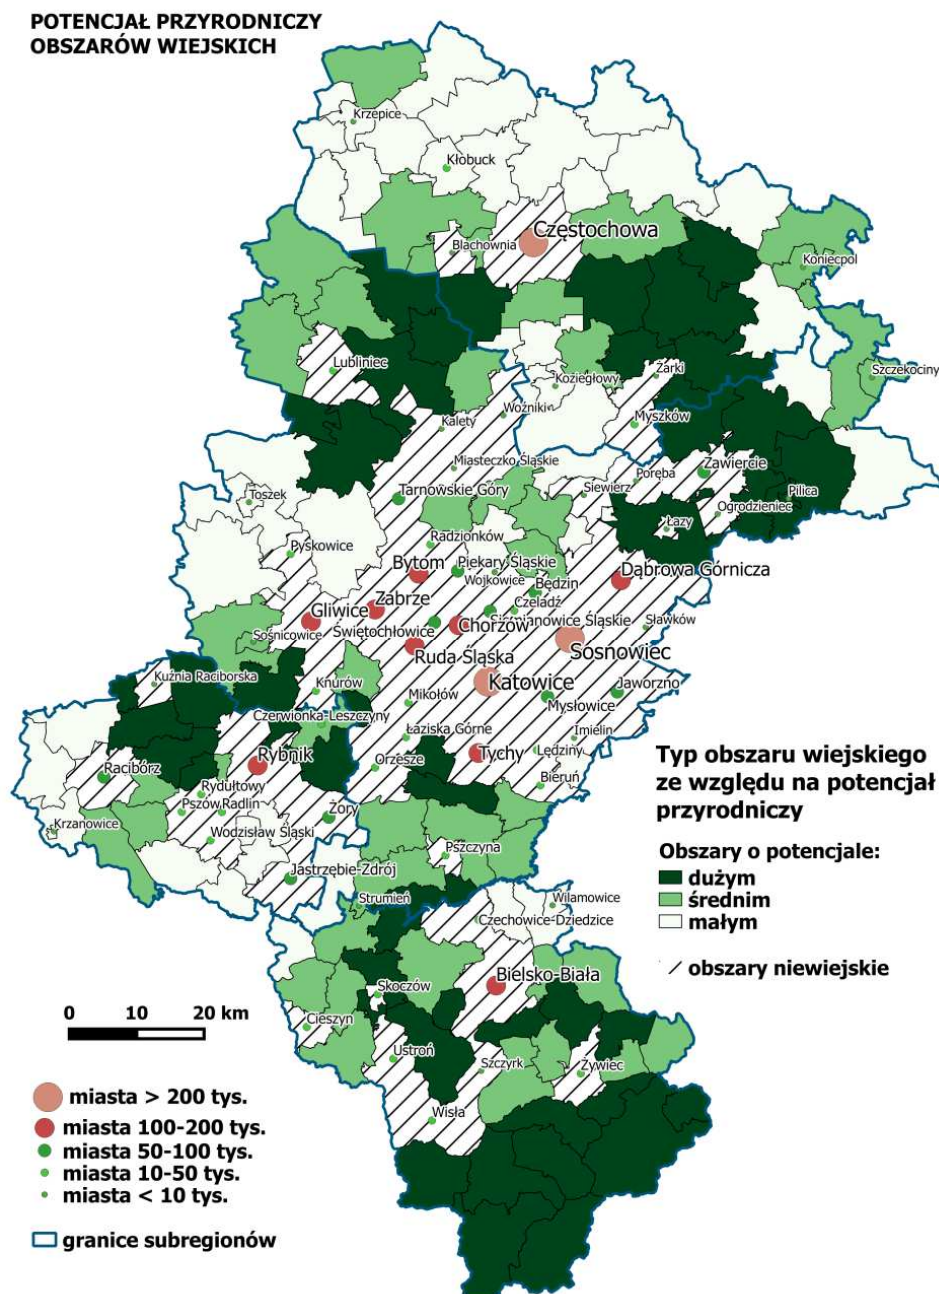 POTENCJAŁ PRZYRODNICZY
OBSZARÓW WIEJSKICH
Krzepice
Kłobuck
Częstochowa
Blachownia
Koniecpol
Lubliniec
Szczekociny
Żarki
Koziegłowy
Woźniki
Myszków
Kalety
Miasteczko Śląskie
Poręba
Zawiercie
Toszek
Tarnowskie Góry
Siewierz
Pilica
Ogrodzieniec
Łazy
Radzionków
Pyskowice
Bytom
Piekary Śląskie
Wojkowice
Dąbrowa Górnicza
Będzin
Zabrze
Czeladź
Gliwice
Siemianowice Śląskie
Sławków
Świętochłowice
Chorzów
Sośnicowice
Sosnowiec
Ruda Śląska
Kuźnia Raciborska
Knurów
Katowice
Jaworzno
Mikołów
Mysłowice
Czerwionka-Leszczyny
Łaziska Górne
Imielin
Rybnik
Tychy
Lędziny
Orzesze
Racibórz
Bieruń
Rydułtowy
Pszów
Radlin
Żory
Krzanowice
Wodzisław Śląski
Pszczyna
Jastrzębie-Zdrój
Strumień
Wilamowice
Czechowice-Dziedzice
Bielsko-Biała
Skoczów
Cieszyn
Ustroń
Szczyrk
Żywiec
Wisła
Typ obszaru wiejskiego
ze względu na potencjał
przyrodniczy
Obszary o potencjale:
dużym
średnim
małym
obszary niewiejskie
0 10 20 km
miasta > 200 tys.
miasta 100-200 tys.
miasta 50-100 tys.
miasta 10-50 tys.
miasta < 10 tys.
granice subregionów